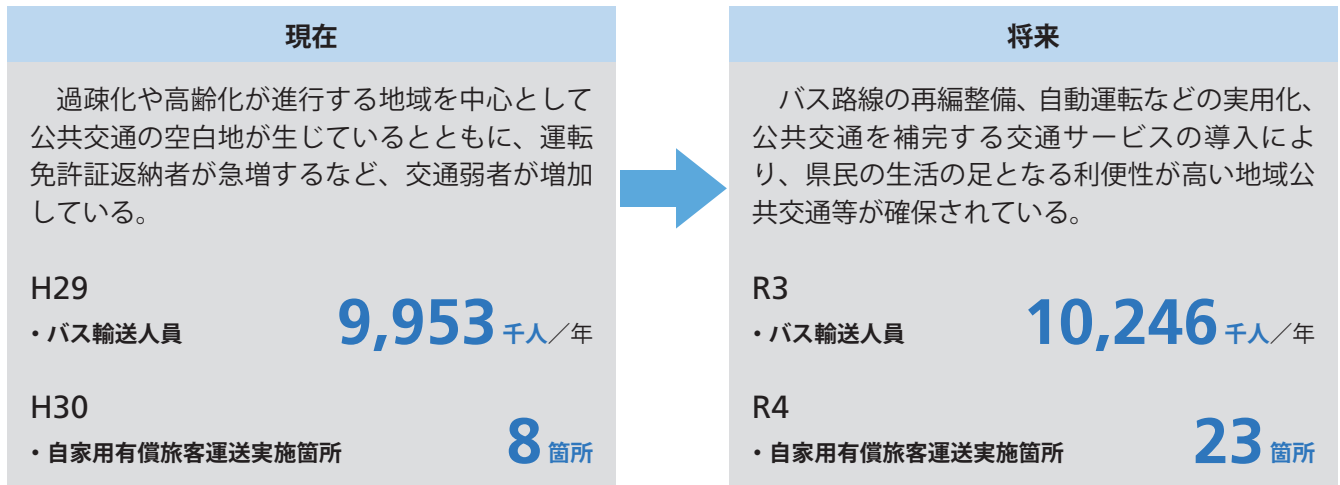 現在
過疎化や高齢化が進行する地域を中心として
公共交通の空白地が生じているとともに、運転
免許証返納者が急増するなど、交通弱者が増加
している。
H29
・バス輸送人員 9,953千人／年
H30
・自家用有償旅客運送実施箇所 8箇所
将来
バス路線の再編整備、自動運転などの実用化、
公共交通を補完する交通サービスの導入によ
り、県民の生活の足となる利便性が高い地域公
共交通等が確保されている。
R3
・バス輸送人員 10,246千人／年
R4
・自家用有償旅客運送実施箇所 23箇所